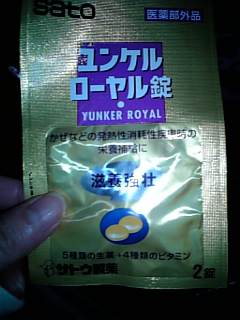 sato
医薬部外品
ユンケル
ローヤル錠
YUNKER ROYAL
かぜなどの発熱性消耗性疾患時の
栄養補給に
滋養強壮
5種類の生薬+4種類のビタミン
サトウ製薬
2錠